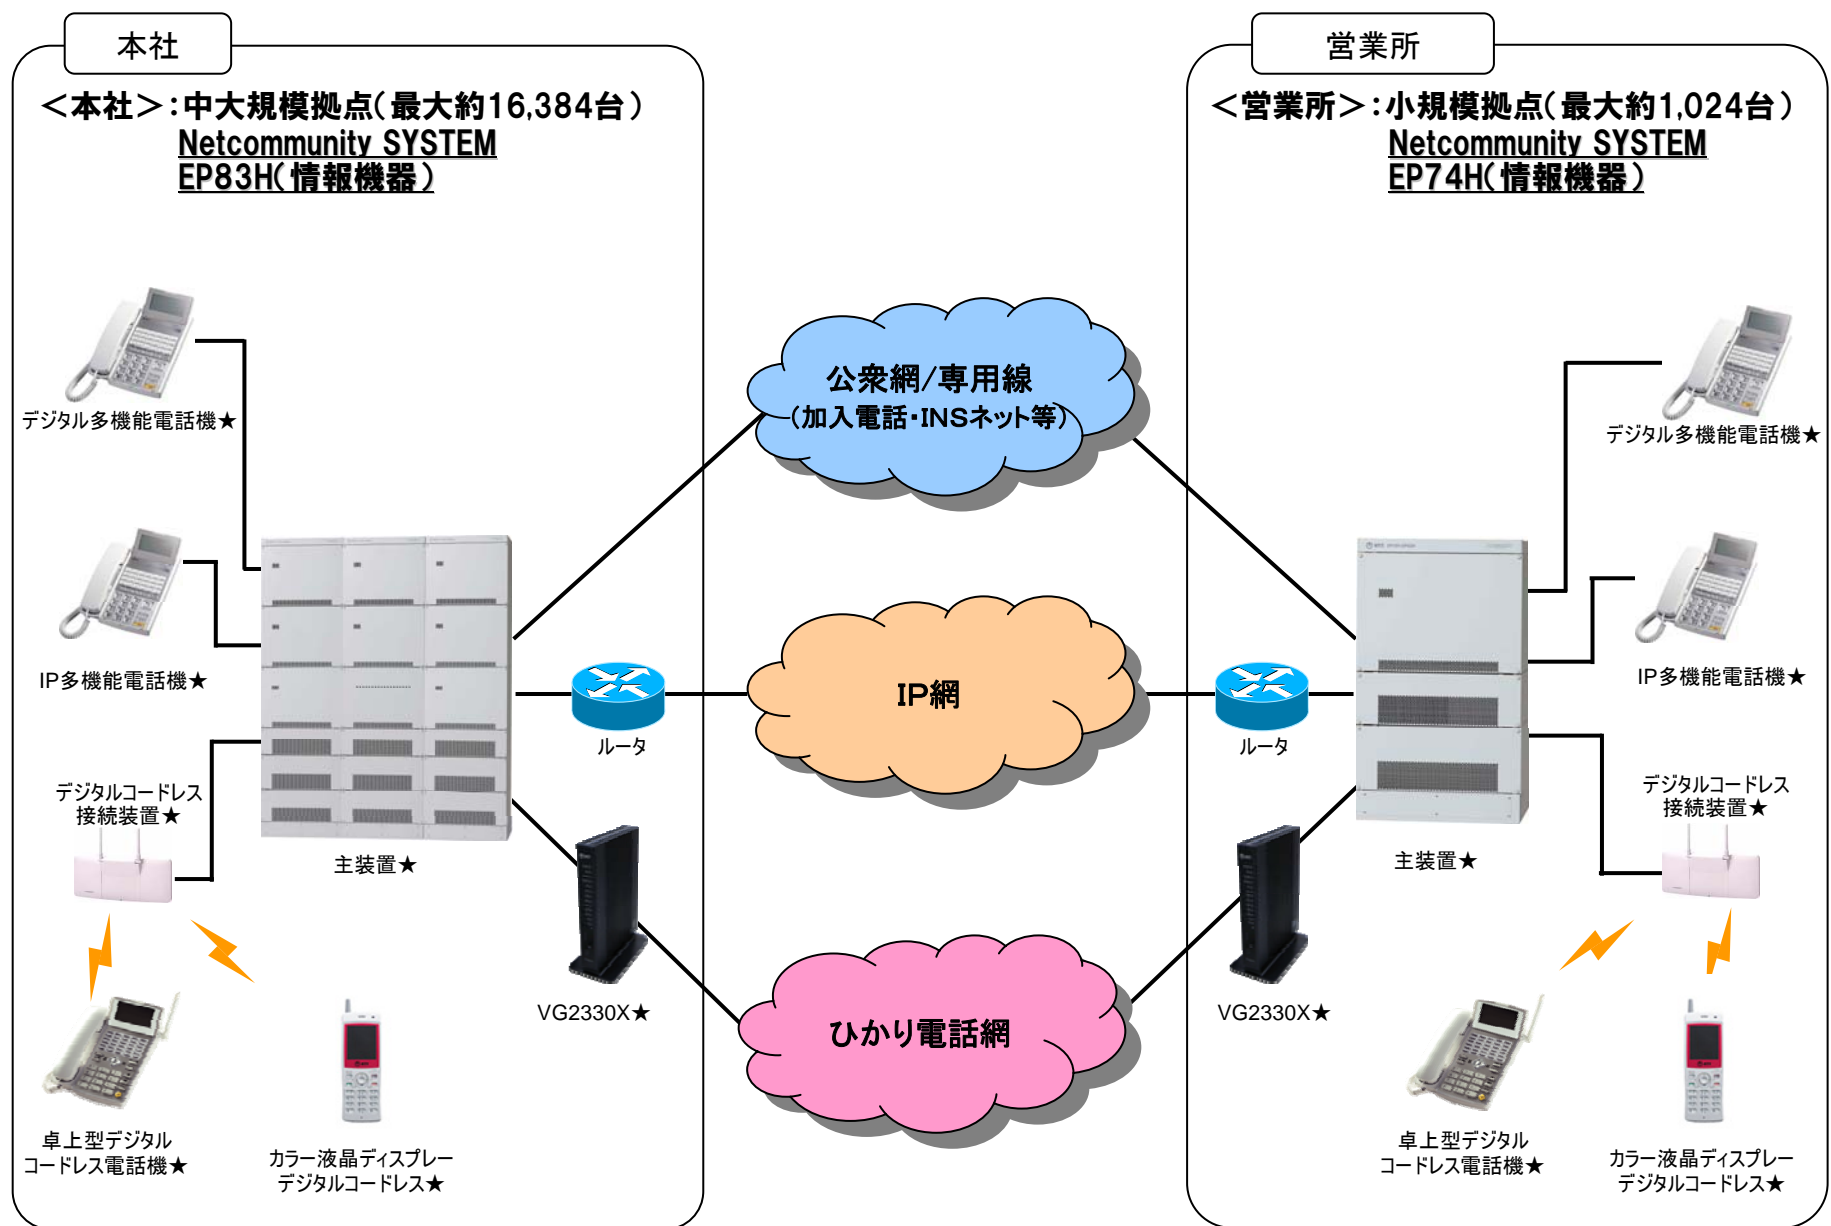 本社
＜本社＞：中大規模拠点（最大約16,384台）
Netcommunity SYSTEM
EP83H（情報機器）
デジタル多機能電話機★
IP多機能電話機★
デジタルコードレス
接続装置★
主装置★
ルータ
VG2330X★
卓上型デジタル
コードレス電話機★
カラー液晶ディスプレー
デジタルコードレス★
公衆網/専用線
（加入電話・INSネット等）
IP網
ひかり電話網
営業所
＜営業所＞：小規模拠点（最大約1,024台）
Netcommunity SYSTEM
EP74H（情報機器）
デジタル多機能電話機★
IP多機能電話機★
ルータ
デジタルコードレス
接続装置★
主装置★
VG2330X★
卓上型デジタル
コードレス電話機★
カラー液晶ディスプレー
デジタルコードレス★